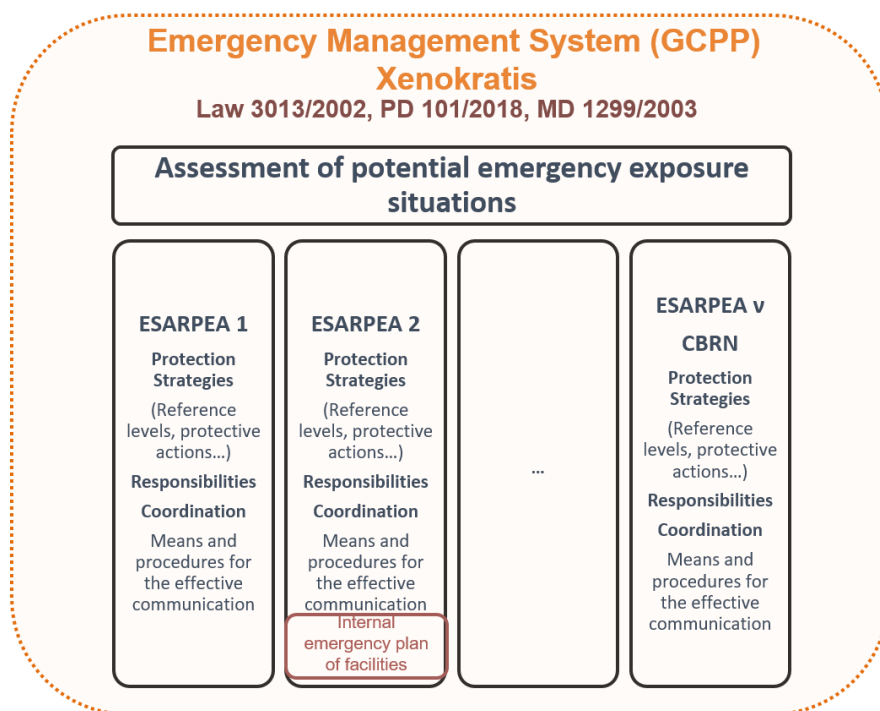 Emergency Management System (GCPP)
Xenokratis
Law 3013/2002, PD 101/2018, MD 1299/2003
Assessment of potential emergency exposure
situations
ESARPEA 1
Protection
Strategies
(Reference
levels, protective
actions...)
Responsibilities
Coordination
Means and
procedures for
the effective
communication
ESARPEA 2
Protection
Strategies
(Reference
levels, protective
actions...)
Responsibilities
Coordination
Means and
procedures for
the effective
communication
Internal
emergency plan
of facilities
...
ESARPEA ν
CBRN
Protection
Strategies
(Reference
levels, protective
actions...)
Responsibilities
Coordination
Means and
procedures for
the effective
communication